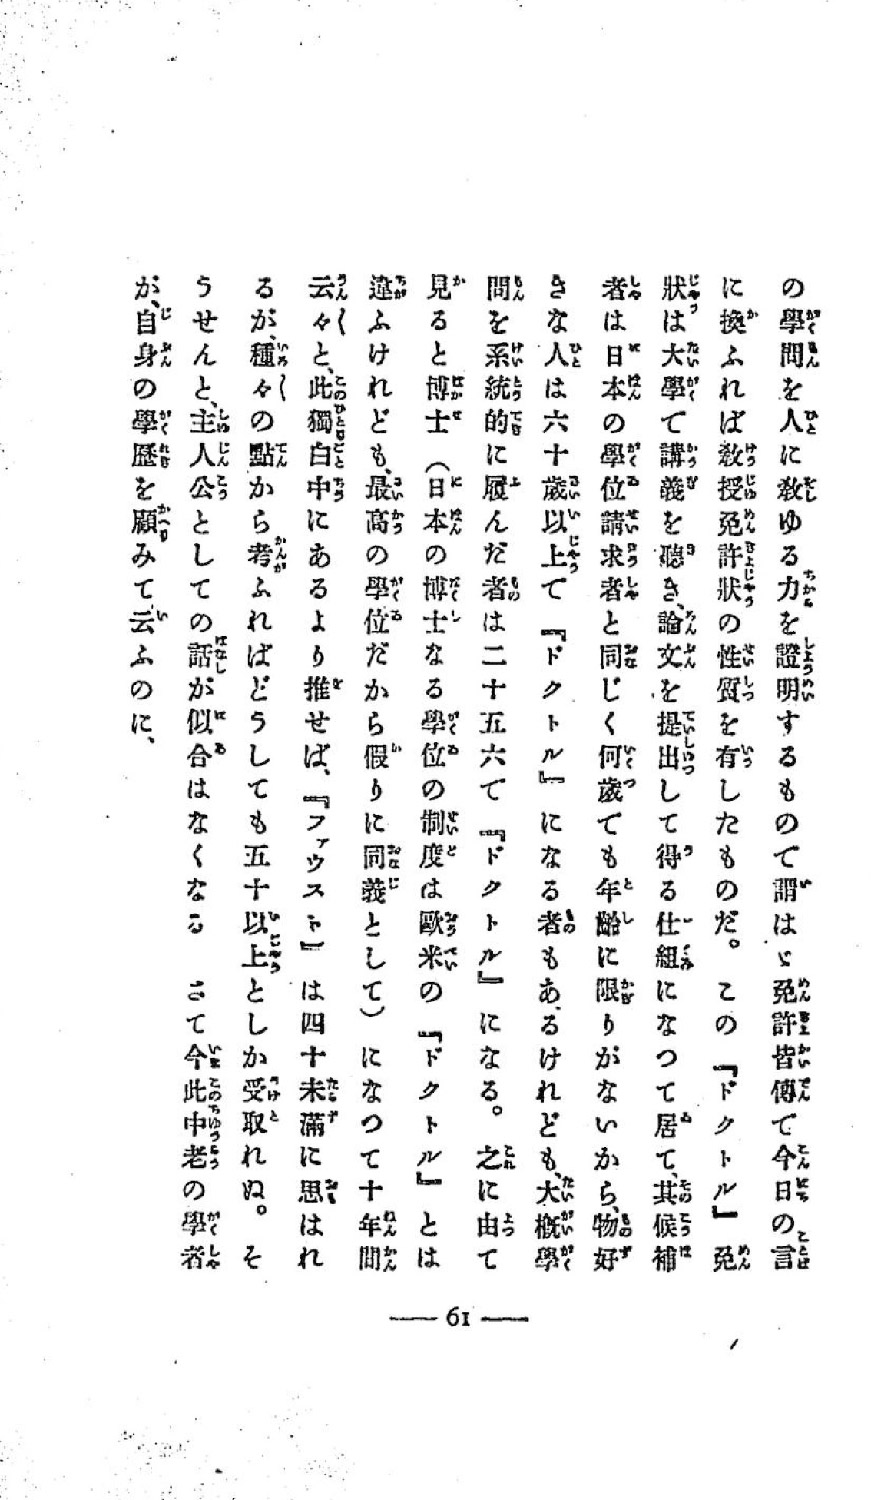 の學問を人に敎ゆる力を證明するもので謂はゞ免許皆傳で今日の言
に換ふれば敎授免許狀の性質を有したものだ。この『ドクトル』免
狀は大學で講義を聽き、論文を提出して得る仕組になつて居て、其候補
者は日本の學位請求者と同じく何歲でも年齡に限りがないから、物好
きな人は六十歲以上で『ドクトル』になる者もあるけれども、大槪學
問を系統的に履んだ者は二十五六で『ドクトル』になる。之に由て
見ると博士（日本の博士なる學位の制度は歐米の『ドクトル』とは
違ふけれども、最高の學位だから假りに同義として）になつて十年間
云々〱と、此獨白中にあるより推せば、『ファウスト』は四十未滿に思はれ
るが、種々〱の點から考ふればどうしても五十以上としか受取れぬ。そ
うせんと、主人公としての話が似合はなくなる　さて今此中老の學者
が、自身の學歷を顧みて云ふのに、
— 61 —